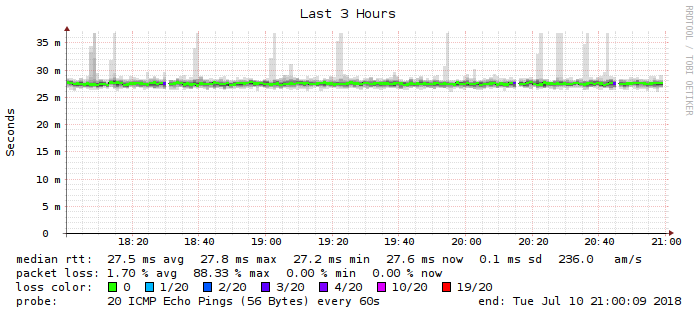 Last 3 Hours
RRDTOOL / TOBI OETIKER
Seconds
35 m
30 m
25 m
20 m
15 m
10 m
5 m
0
18:20 18:40 19:00 19:20 19:40 20:00 20:20 20:40 21:00
median rtt: 27.5 ms avg 27.8 ms max 27.2 ms min 27.6 ms now 0.1 ms sd 236.0 am/s
packet loss: 1.70 % avg 88.33 % max 0.00 % min 0.00 % now
loss color: 0 1/20 2/20 3/20 4/20 10/20 19/20
probe: 20 ICMP Echo Pings (56 Bytes) every 60s end: Tue Jul 10 21:00:09 2018